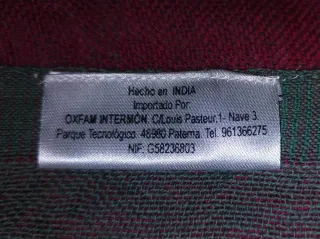 Hecho en INDIA
Importado Por
OXFAM INTERMÓN. C/Louis Pasteur,1- Nave 3
Parque Tecnológico. 46980 Paterna. Tel. 961366275
NIF: G58236803